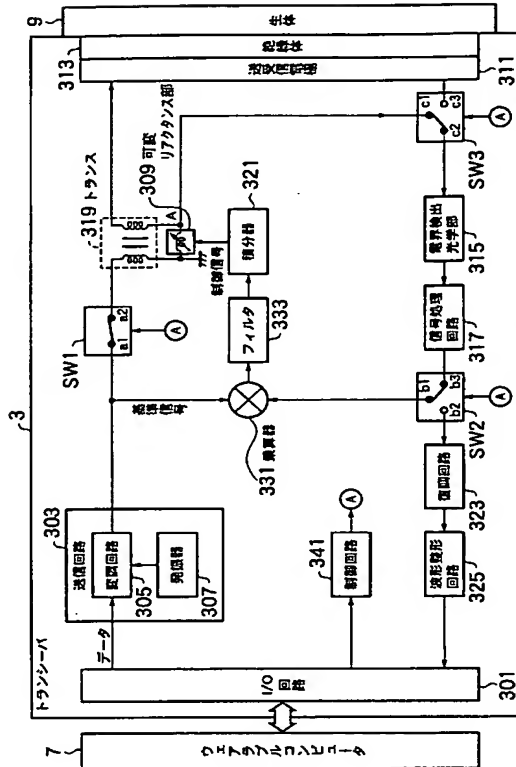 3
9
生体
トランシーバ
313
絶縁体
送受信電極
311
319 トランス
309 可変
リアクタンス部
A
321
制御信号
積分器
333
フィルタ
SW1
a1
a2
A
基準信号
331 乗算器
c1
c3
c2
SW3
A
電界検出
光学部
315
信号処理
回路
317
b1
b3
b2
SW2
A
303
送信回路
変調回路
305
発振器
307
データ
341
制御回路
A
復調回路
323
波形整形
回路
325
I/O
回路
301
7
ウェアラブルコンピュータ